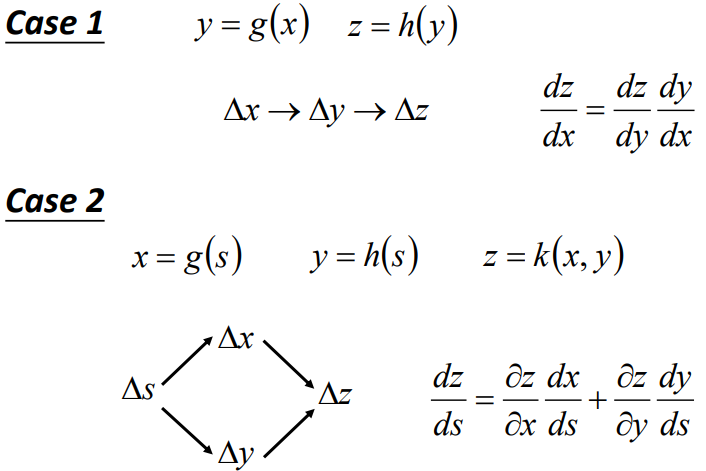 Case 1 y = g(x) z = h(y)
Δx → Δy → Δz dz/dx = dz/dy dy/dx
Case 2
x = g(s) y = h(s) z = k(x, y)
Δx
Δs Δz dz/ds = ∂z/∂x dx/ds + ∂z/∂y dy/ds
Δy